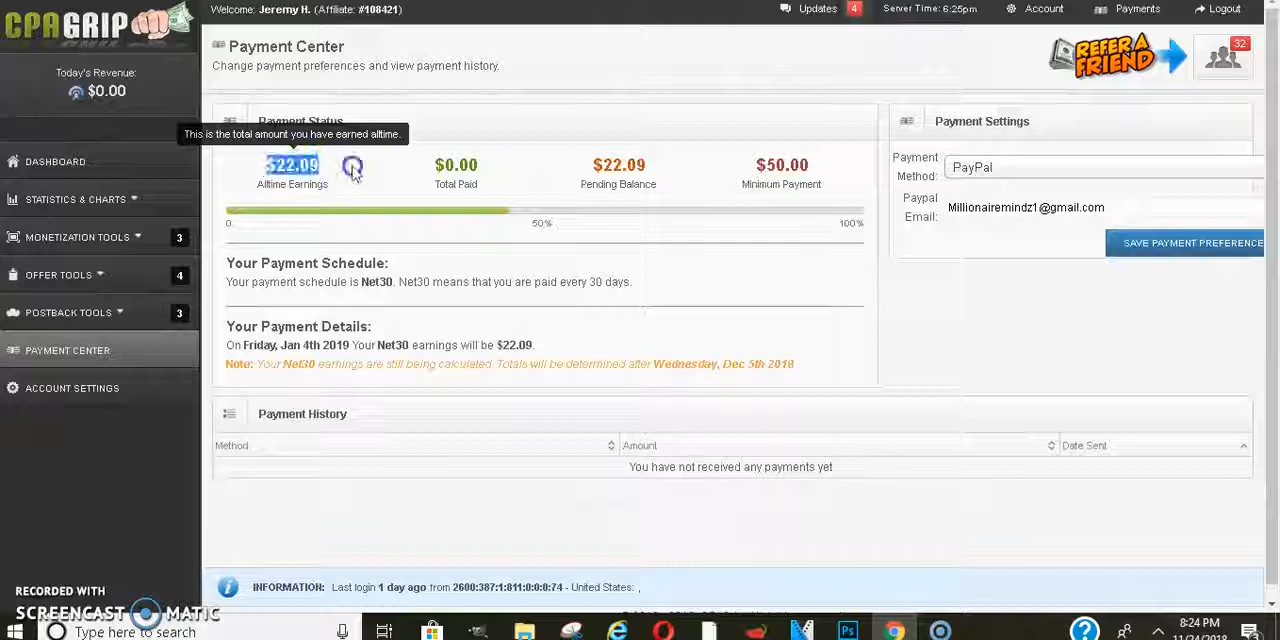 CPAGRIP
Welcome: Jeremy H. (Affiliate: #108421)
Updates 4
Server Time: 6:25pm
Account
Payments
Logout
Today's Revenue:
$0.00
DASHBOARD
STATISTICS & CHARTS
MONETIZATION TOOLS 3
OFFER TOOLS 4
POSTBACK TOOLS 3
PAYMENT CENTER
ACCOUNT SETTINGS
Payment Center
Change payment preferences and view payment history.
REFER A
FRIEND
32
Payment Status
This is the total amount you have earned alltime.
$22.09 $0.00 $22.09 $50.00
Alltime Earnings Total Paid Pending Balance Minimum Payment
0 50% 100%
Your Payment Schedule:
Your payment schedule is Net30. Net30 means that you are paid every 30 days.
Your Payment Details:
On Friday, Jan 4th 2019 Your Net30 earnings will be $22.09.
Note: Your Net30 earnings are still being calculated. Totals will be determined after Wednesday, Dec 5th 2018
Payment Settings
Payment
Method:
PayPal
Paypal
Email:
Millionairemindz1@gmail.com
SAVE PAYMENT PREFERENCE
Payment History
Method Amount Date Sent
You have not received any payments yet
INFORMATION: Last login 1 day ago from 2600:387:1:811:0:0:0:74 - United States: ,
RECORDED WITH
SCREENCAST MATIC
Type here to search
Ps
8:24 PM
11/24/2018